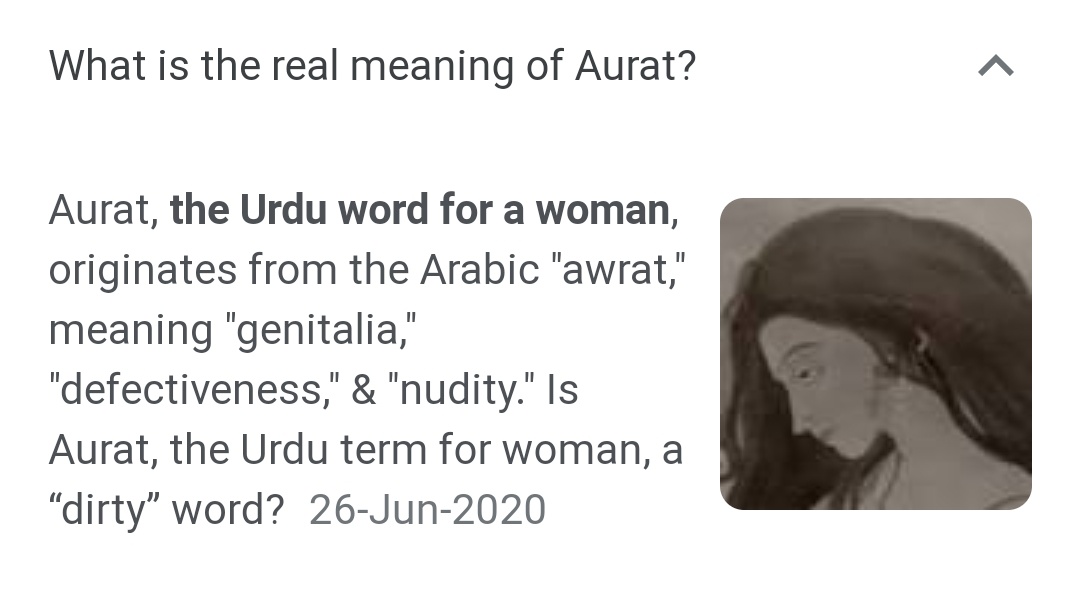 What is the real meaning of Aurat?
Aurat, the Urdu word for a woman,
originates from the Arabic "awrat,"
meaning "genitalia,"
"defectiveness," & "nudity." Is
Aurat, the Urdu term for woman, a
“dirty” word? 26-Jun-2020